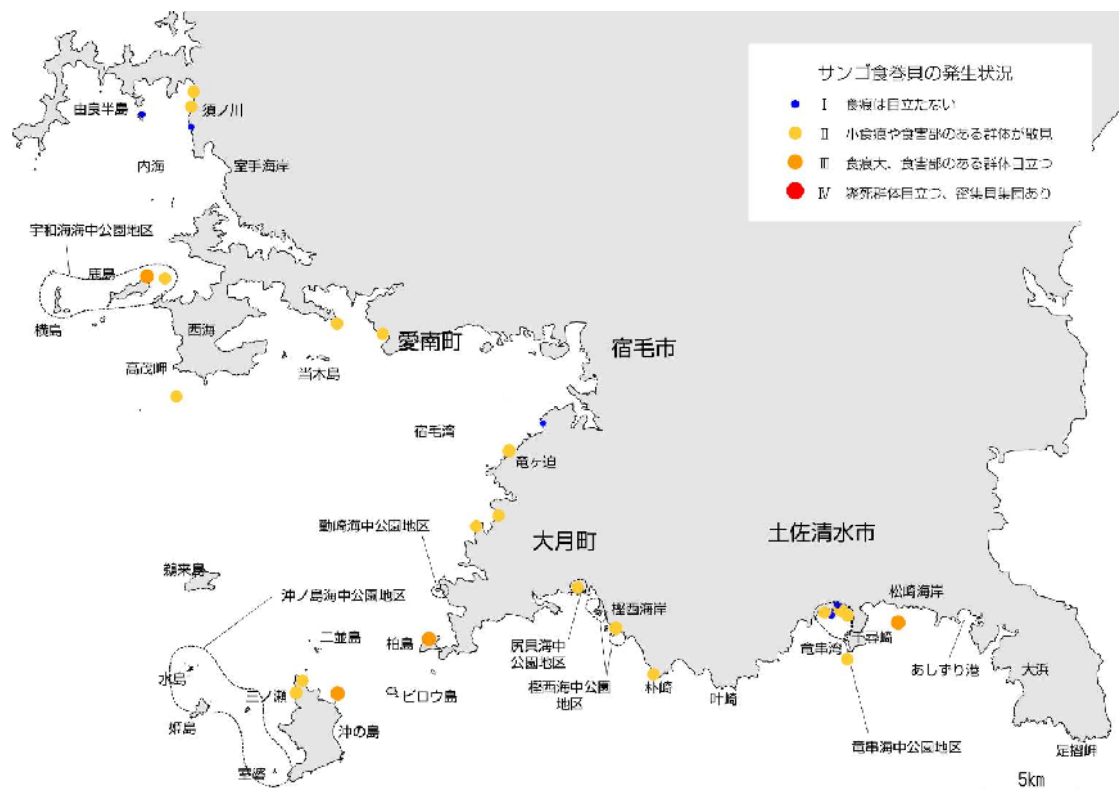 サンゴ食巻貝の発生状況
Ⅰ 食痕は目立たない
Ⅱ 小食痕や食害部のある群体が散見
Ⅲ 食痕大、食害部のある群体目立つ
Ⅳ 斃死群体目立つ、密集貝集団あり
由良半島
須ノ川
内海
室手海岸
宇和海海中公園地区
鹿島
横島
西海
高茂岬
当木島
愛南町
宿毛市
宿毛湾
竜ヶ迫
勤崎海中公園地区
大月町
土佐清水市
鵜来島
沖ノ島海中公園地区
二並島
柏島
樫西海岸
尻貝海中
公園地区
樫西海中公園
地区
松崎海岸
竜串湾
千尋崎
あしずり港
大浜
水島
姫島
三ノ瀬
ビロウ島
沖の島
室婆
朴崎
叶崎
竜串海中公園地区
足摺岬
5km